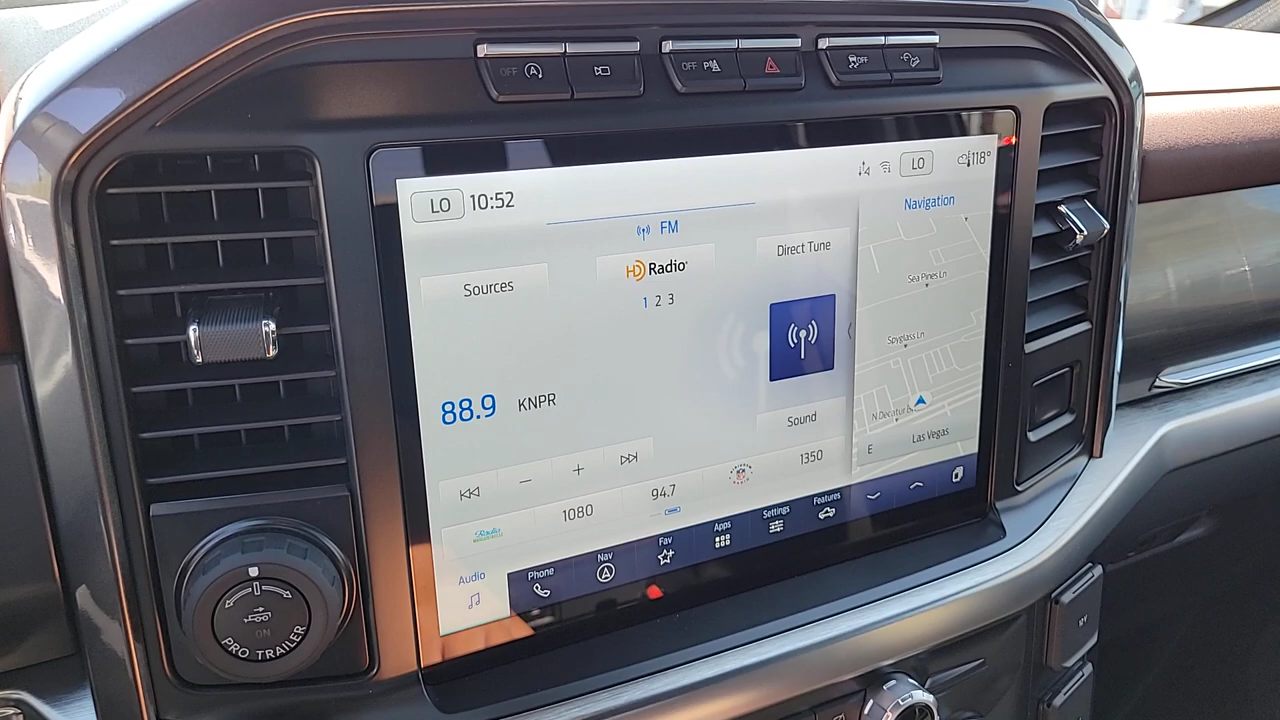 OFF
OFF P
OFF
LO 10:52
LO 118°
FM
Navigation
Sources
HD Radio
Direct Tune
1 2 3
Sea Pines Ln
Spyglass Ln
88.9 KNPR
N Decatur
Sound
E Las Vegas
1080
94.7
1350
Audio
Phone
Nav
Fav
Apps
Settings
Features
ON
PRO TRAILER
12V